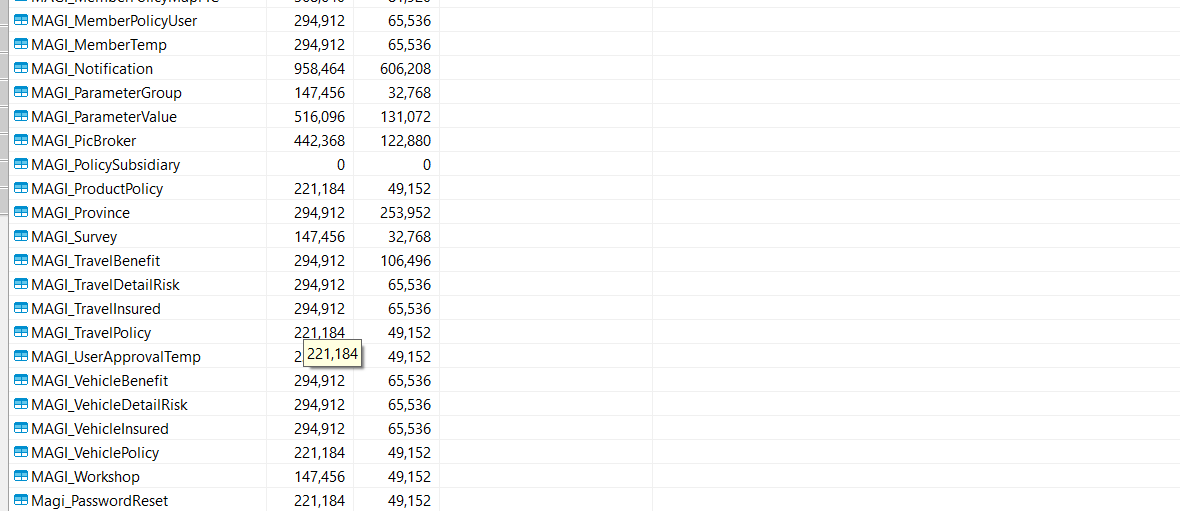 MAGI_MemberPolicyUser 294,912 65,536
MAGI_MemberTemp 294,912 65,536
MAGI_Notification 958,464 606,208
MAGI_ParameterGroup 147,456 32,768
MAGI_ParameterValue 516,096 131,072
MAGI_PicBroker 442,368 122,880
MAGI_PolicySubsidiary 0 0
MAGI_ProductPolicy 221,184 49,152
MAGI_Province 294,912 253,952
MAGI_Survey 147,456 32,768
MAGI_TravelBenefit 294,912 106,496
MAGI_TravelDetailRisk 294,912 65,536
MAGI_TravelInsured 294,912 65,536
MAGI_TravelPolicy 221,184 49,152
221,184
MAGI_UserApprovalTemp 49,152
MAGI_VehicleBenefit 294,912 65,536
MAGI_VehicleDetailRisk 294,912 65,536
MAGI_VehicleInsured 294,912 65,536
MAGI_VehiclePolicy 221,184 49,152
MAGI_Workshop 147,456 49,152
Magi_PasswordReset 221,184 49,152